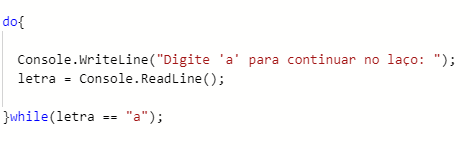 do{
Console.WriteLine("Digite 'a' para continuar no laço: ");
letra = Console.ReadLine();
}while(letra == "a");